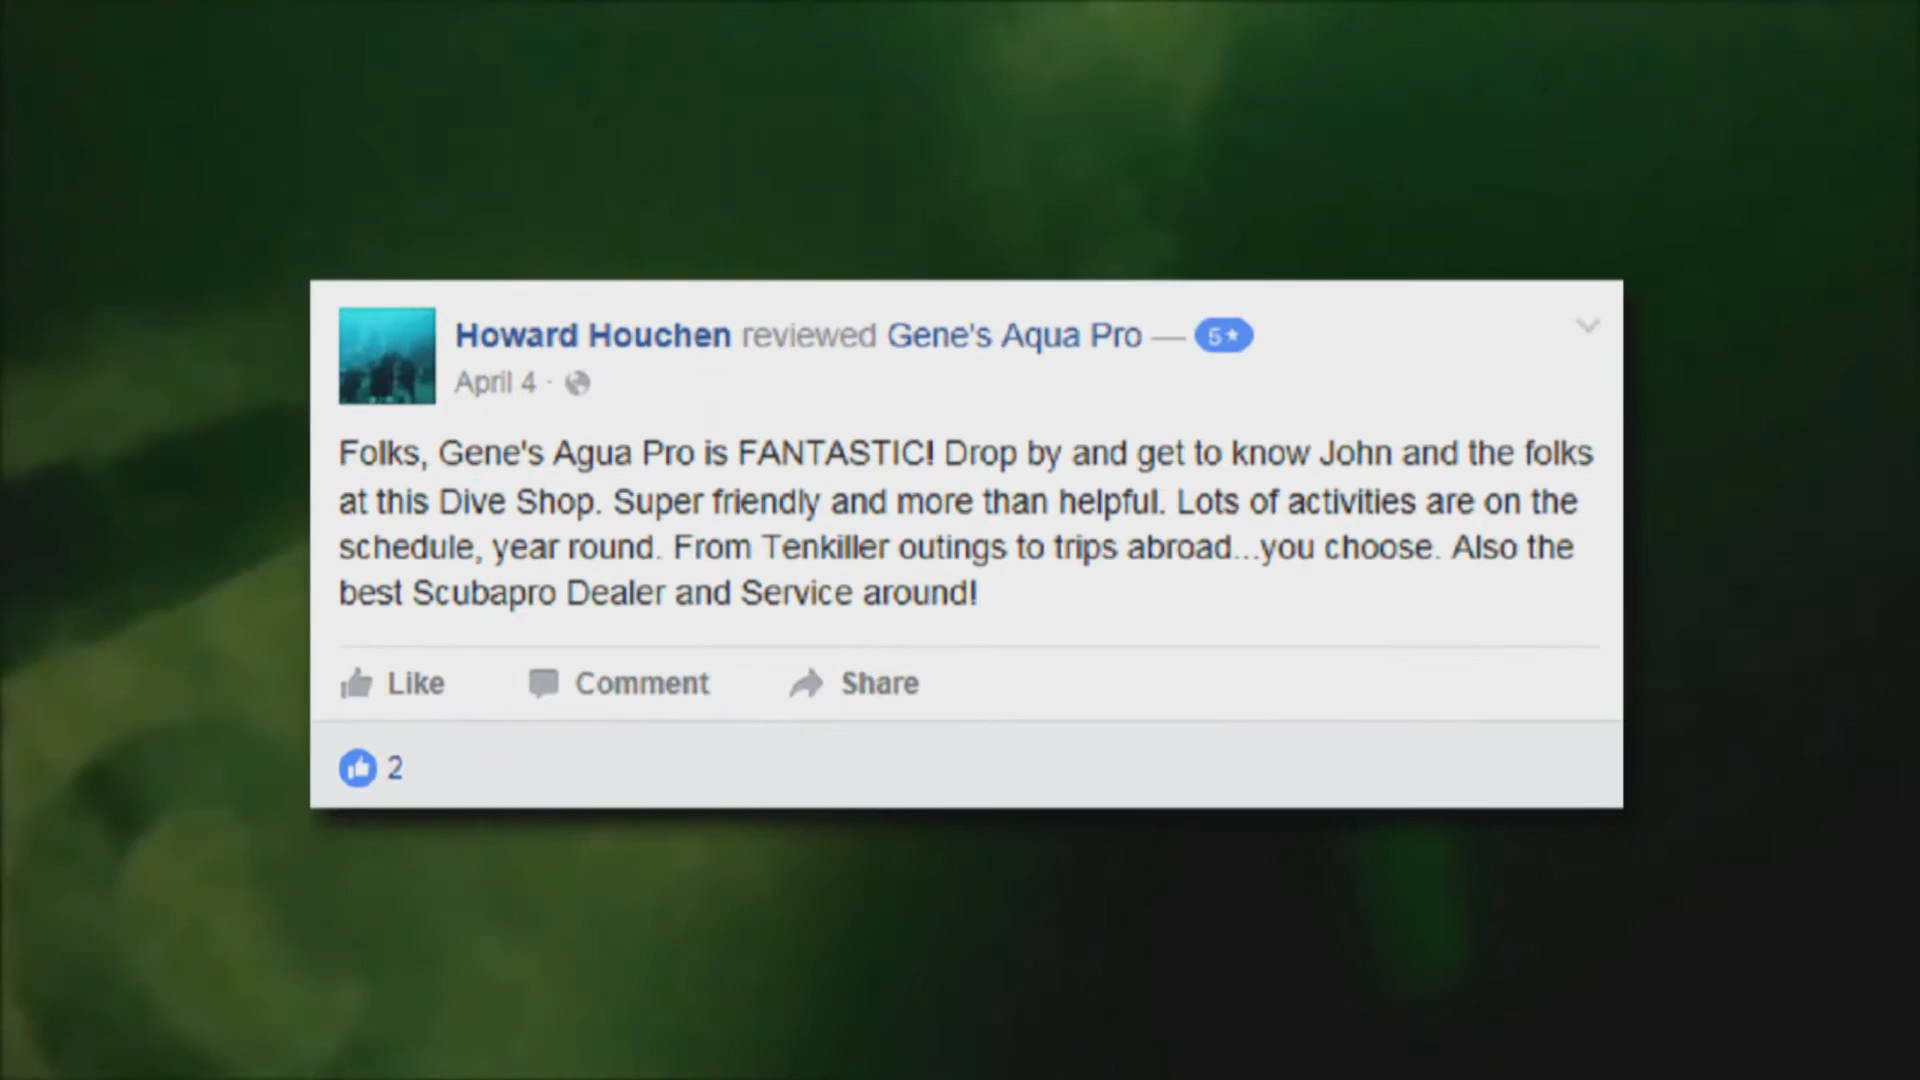 Howard Houchen reviewed Gene's Aqua Pro — 5★
April 4 ·
Folks, Gene's Agua Pro is FANTASTIC! Drop by and get to know John and the folks
at this Dive Shop. Super friendly and more than helpful. Lots of activities are on the
schedule, year round. From Tenkiller outings to trips abroad...you choose. Also the
best Scubapro Dealer and Service around!
Like Comment Share
2